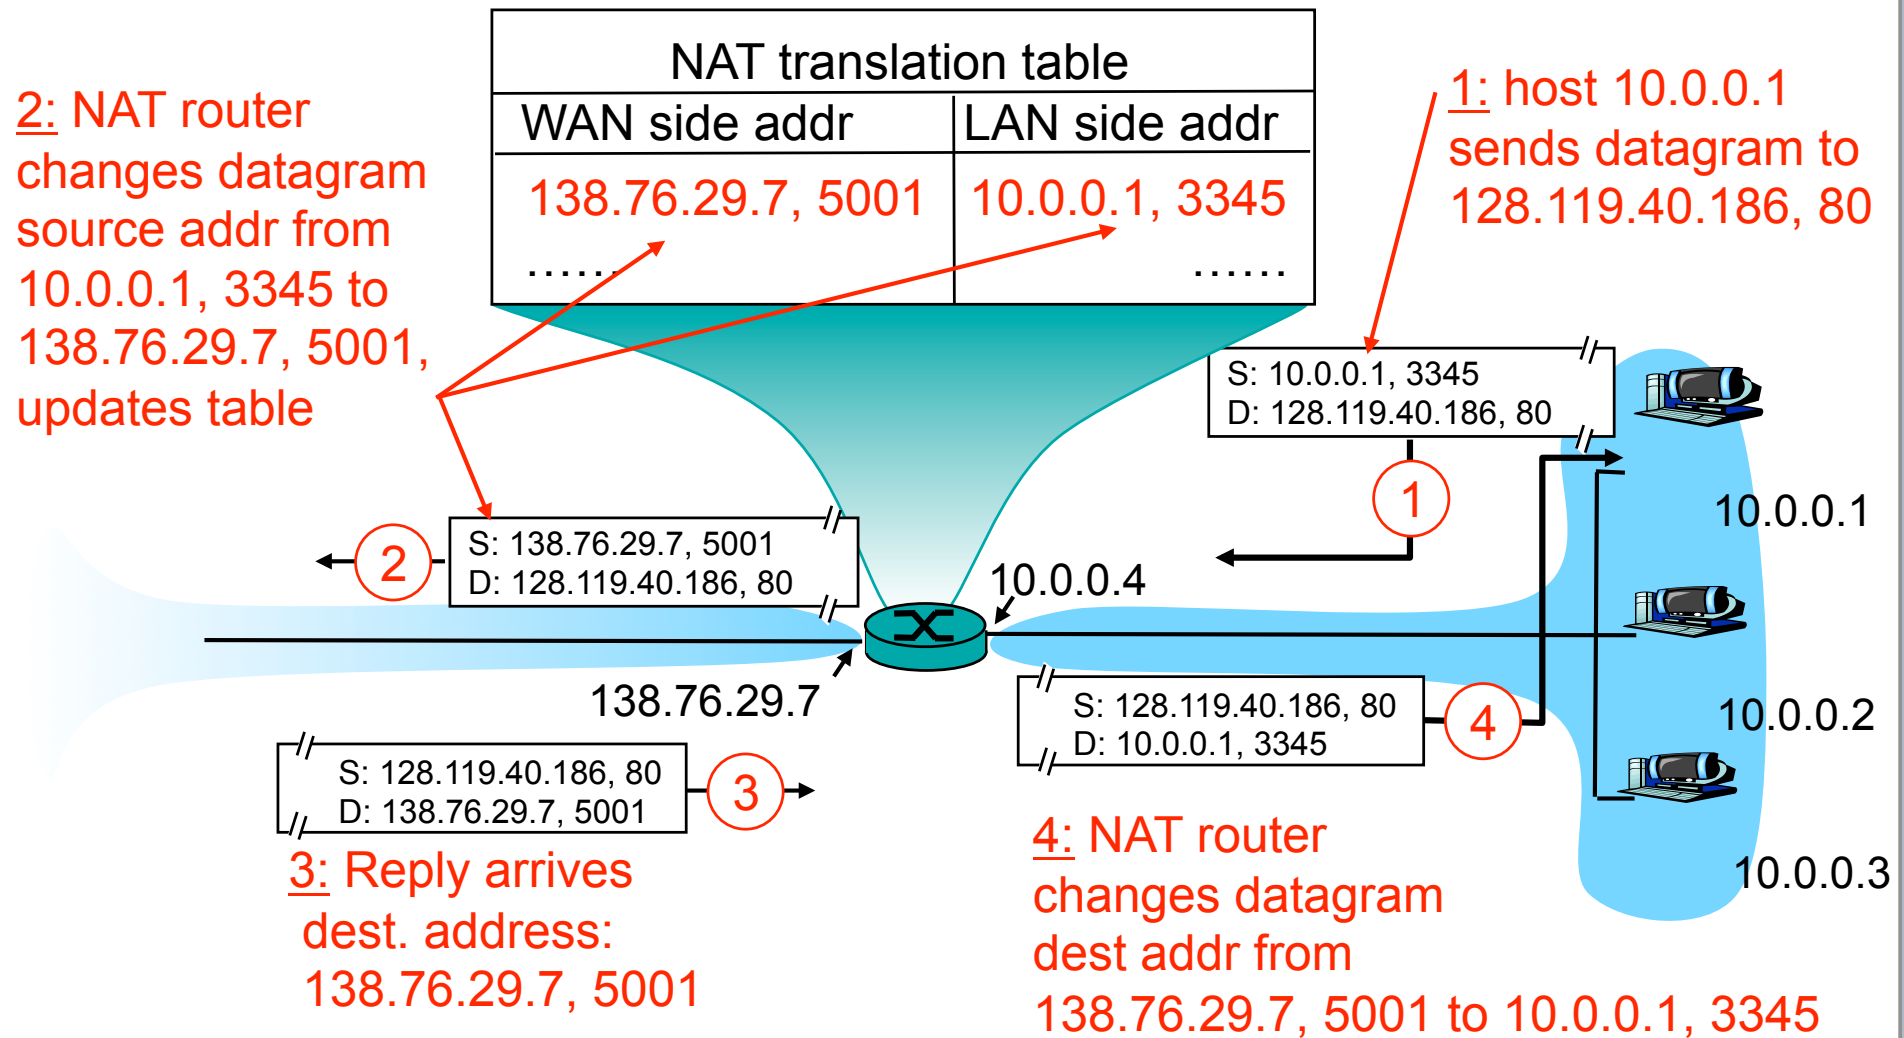 NAT translation table
WAN side addr LAN side addr
138.76.29.7, 5001 10.0.0.1, 3345
...... ......
2: NAT router
changes datagram
source addr from
10.0.0.1, 3345 to
138.76.29.7, 5001,
updates table
1: host 10.0.0.1
sends datagram to
128.119.40.186, 80
S: 10.0.0.1, 3345
D: 128.119.40.186, 80
1
10.0.0.1
S: 138.76.29.7, 5001
D: 128.119.40.186, 80
2
10.0.0.4
138.76.29.7
S: 128.119.40.186, 80
D: 10.0.0.1, 3345
4
10.0.0.2
S: 128.119.40.186, 80
D: 138.76.29.7, 5001
3
10.0.0.3
3: Reply arrives
dest. address:
138.76.29.7, 5001
4: NAT router
changes datagram
dest addr from
138.76.29.7, 5001 to 10.0.0.1, 3345